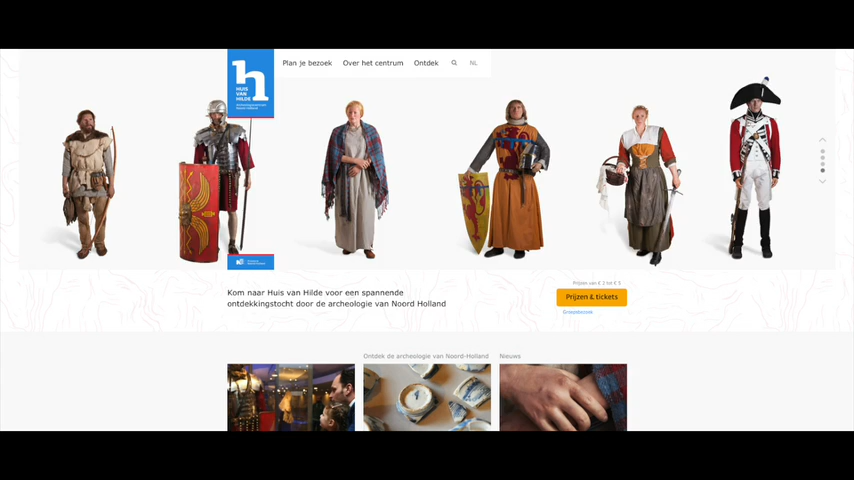 HUIS
VAN
HILDE
Plan je bezoek
Over het centrum
Ontdek
NL
Kom naar Huis van Hilde voor een spannende
ontdekkingstocht door de archeologie van Noord Holland
Prijzen van € 2 tot € 5
Prijzen & tickets
Groepsbezoek
Ontdek de archeologie van Noord-Holland
Nieuws